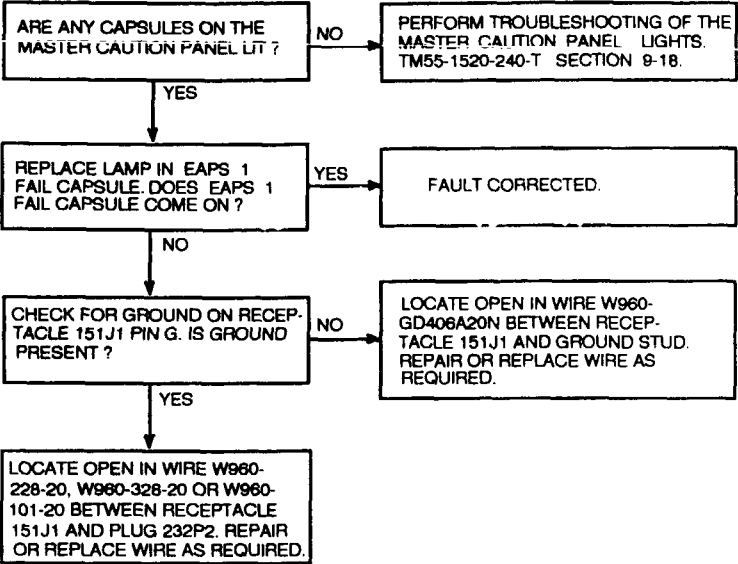 ARE ANY CAPSULES ON THE
MASTER CAUTION PANEL LIT ?
NO
PERFORM TROUBLESHOOTING OF THE
MASTER CAUTION PANEL LIGHTS.
TM55-1520-240-T SECTION 9-18.
YES
REPLACE LAMP IN EAPS 1
FAIL CAPSULE. DOES EAPS 1
FAIL CAPSULE COME ON ?
YES
FAULT CORRECTED.
NO
CHECK FOR GROUND ON RECEP-
TACLE 151J1 PIN G. IS GROUND
PRESENT ?
NO
LOCATE OPEN IN WIRE W960-
GD406A20N BETWEEN RECEP-
TACLE 151J1 AND GROUND STUD.
REPAIR OR REPLACE WIRE AS
REQUIRED.
YES
LOCATE OPEN IN WIRE W960-
228-20, W960-328-20 OR W960-
101-20 BETWEEN RECEPTACLE
151J1 AND PLUG 232P2. REPAIR
OR REPLACE WIRE AS REQUIRED.